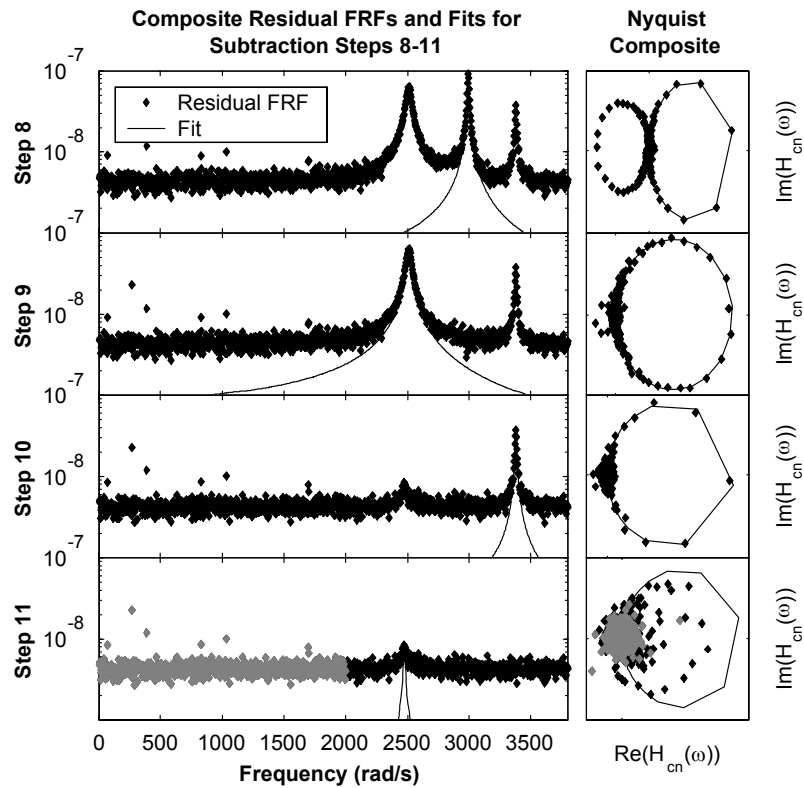 Composite Residual FRFs and Fits for
Subtraction Steps 8-11
Nyquist
Composite
Step 8
10^-7
10^-8
10^-7
Residual FRF
Fit
Im(H_cn(ω))
Step 9
10^-8
10^-7
Im(H_cn(ω))
Step 10
10^-8
10^-7
Im(H_cn(ω))
Step 11
10^-8
Im(H_cn(ω))
0 500 1000 1500 2000 2500 3000 3500
Frequency (rad/s)
Re(H_cn(ω))